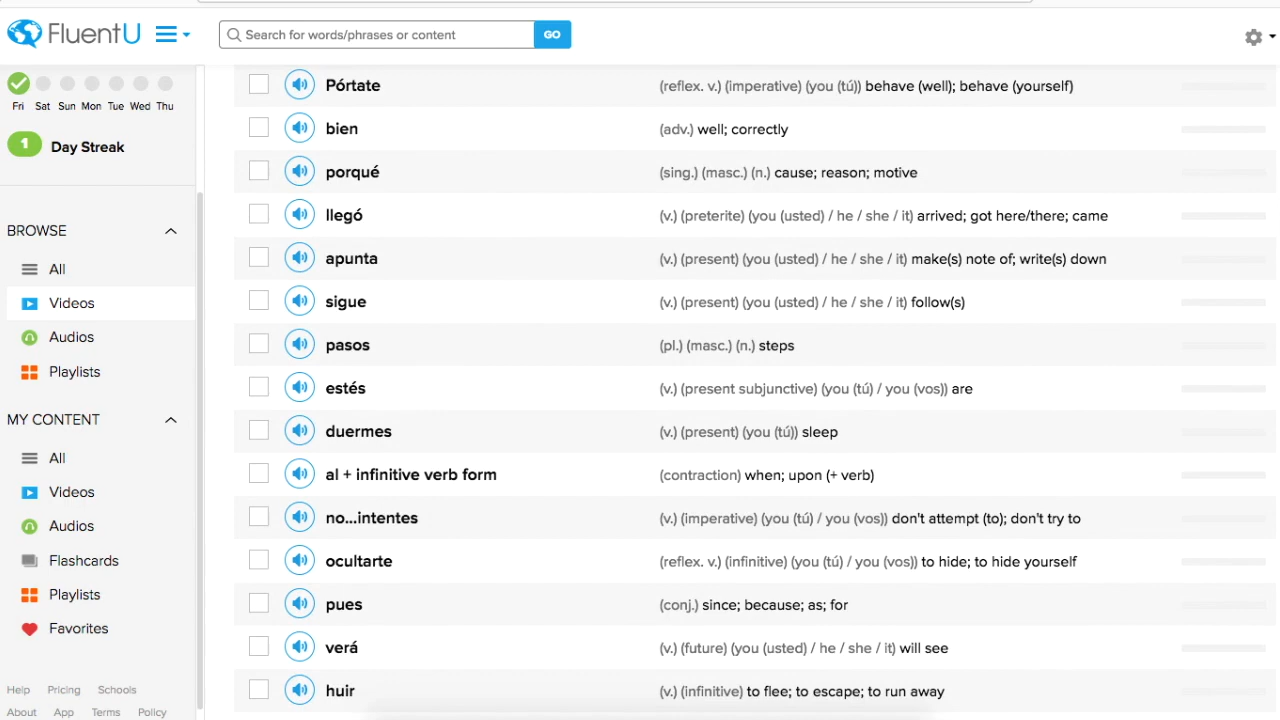 FluentU
Search for words/phrases or content
GO
Fri Sat Sun Mon Tue Wed Thu
1 Day Streak
BROWSE
All
Videos
Audios
Playlists
MY CONTENT
All
Videos
Audios
Flashcards
Playlists
Favorites
Help Pricing Schools
About App Terms Policy
Pórtate (reflex. v.) (imperative) (you (tú)) behave (well); behave (yourself)
bien (adv.) well; correctly
porqué (sing.) (masc.) (n.) cause; reason; motive
llegó (v.) (preterite) (you (usted) / he / she / it) arrived; got here/there; came
apunta (v.) (present) (you (usted) / he / she / it) make(s) note of; write(s) down
sigue (v.) (present) (you (usted) / he / she / it) follow(s)
pasos (pl.) (masc.) (n.) steps
estés (v.) (present subjunctive) (you (tú) / you (vos)) are
duermes (v.) (present) (you (tú)) sleep
al + infinitive verb form (contraction) when; upon (+ verb)
no...intentes (v.) (imperative) (you (tú) / you (vos)) don't attempt (to); don't try to
ocultarte (reflex. v.) (infinitive) (you (tú) / you (vos)) to hide; to hide yourself
pues (conj.) since; because; as; for
verá (v.) (future) (you (usted) / he / she / it) will see
huir (v.) (infinitive) to flee; to escape; to run away